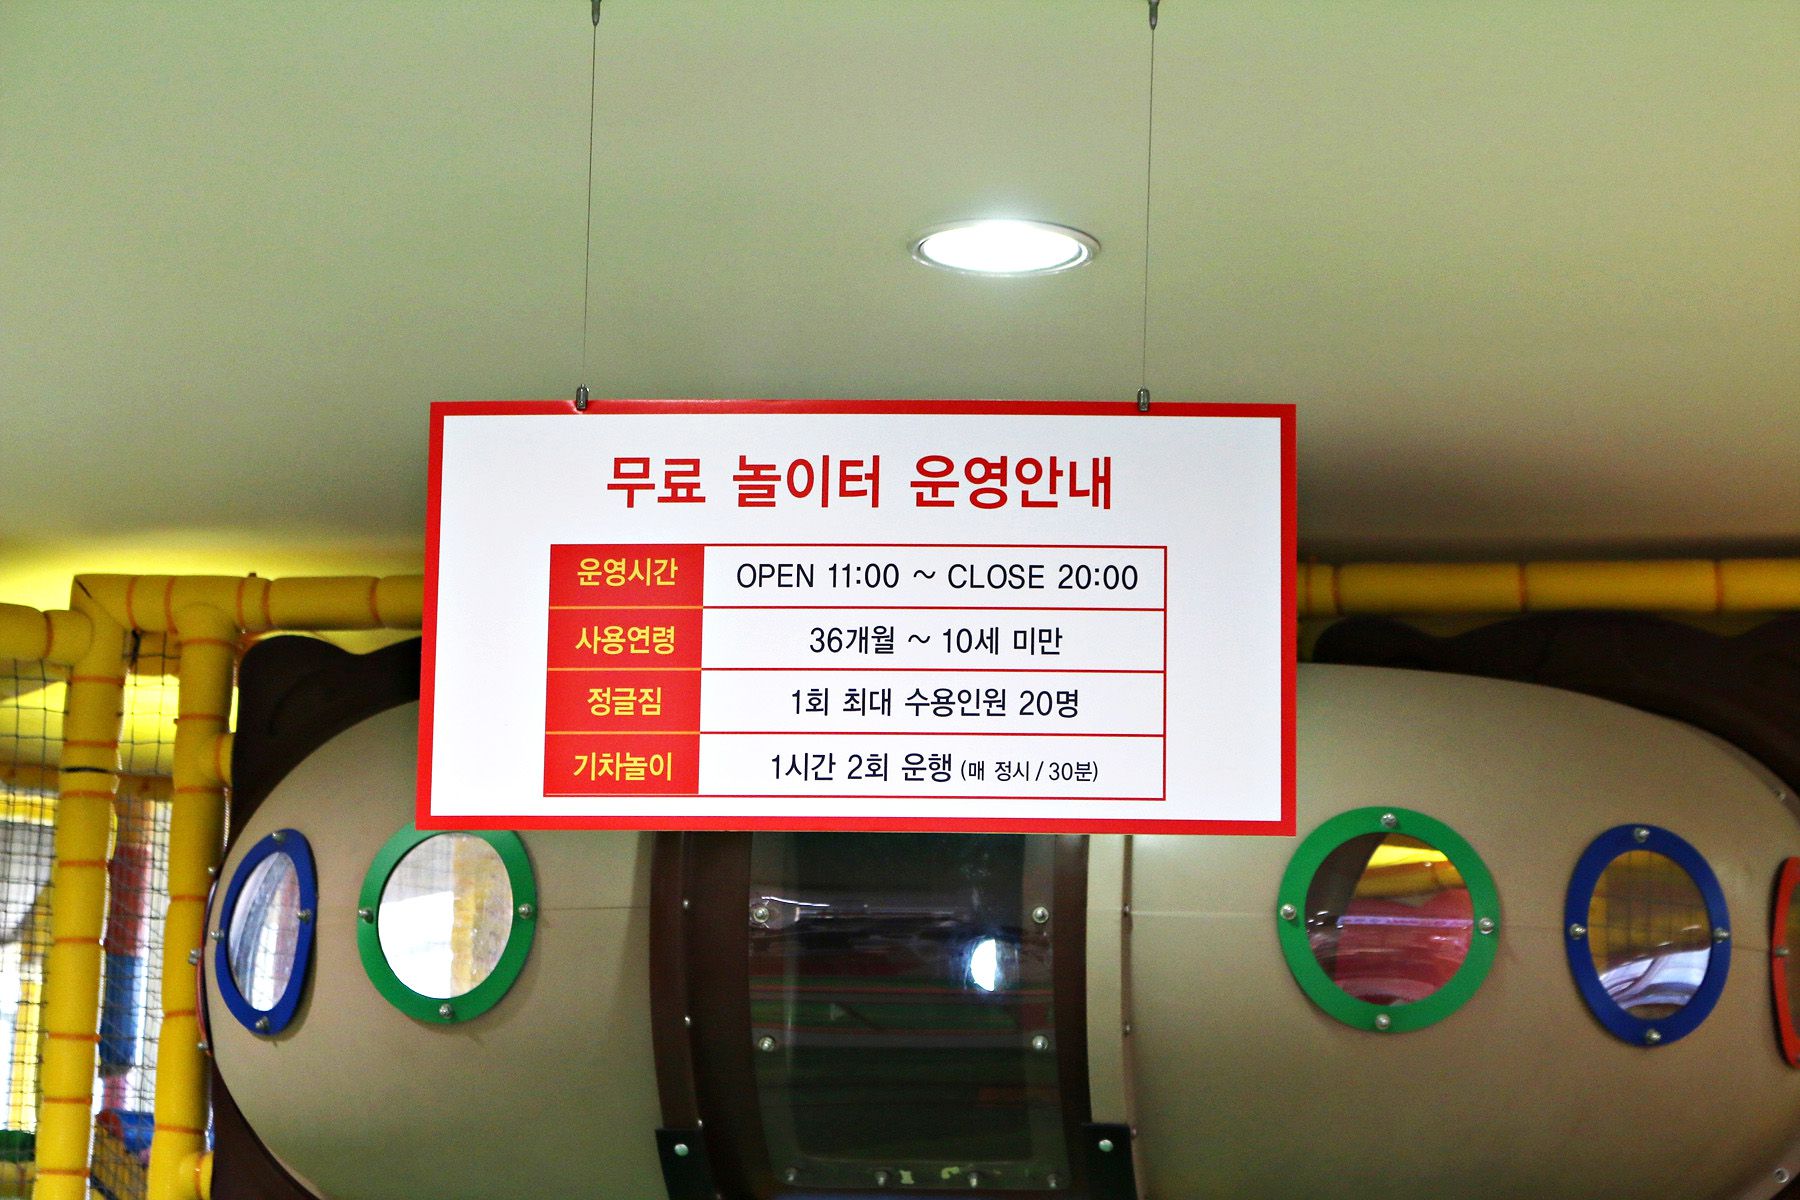 무료 놀이터 운영안내
운영시간 OPEN 11:00 ~ CLOSE 20:00
사용연령 36개월 ~ 10세 미만
정글짐 1회 최대 수용인원 20명
기차놀이 1시간 2회 운행 (매 정시 / 30분)